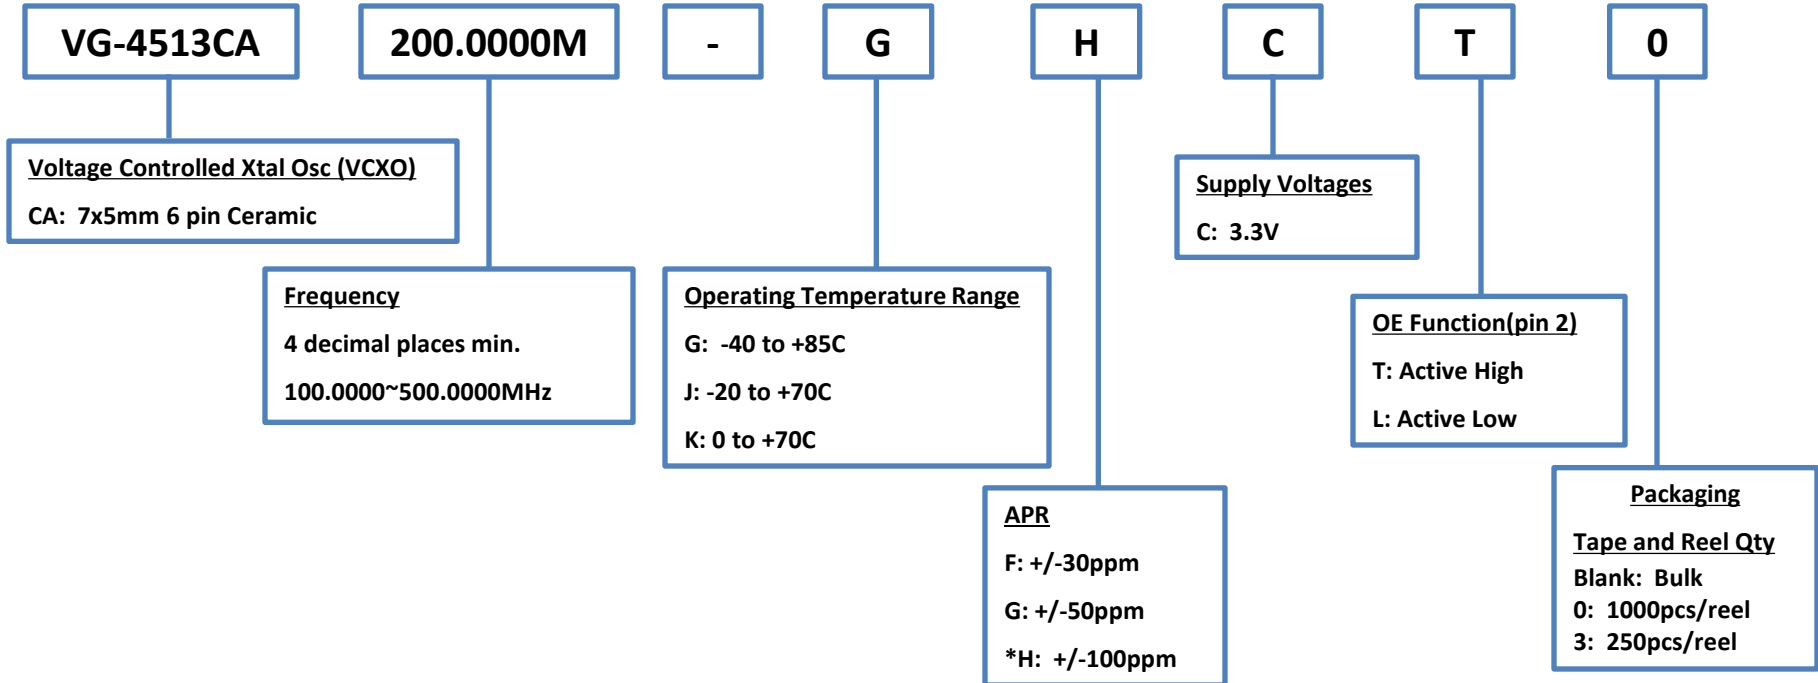 VG-4513CA 200.0000M - G H C T 0
Voltage Controlled Xtal Osc (VCXO)
CA: 7x5mm 6 pin Ceramic
Frequency
4 decimal places min.
100.0000~500.0000MHz
Operating Temperature Range
G: -40 to +85C
J: -20 to +70C
K: 0 to +70C
APR
F: +/-30ppm
G: +/-50ppm
*H: +/-100ppm
Supply Voltages
C: 3.3V
OE Function(pin 2)
T: Active High
L: Active Low
Packaging
Tape and Reel Qty
Blank: Bulk
0: 1000pcs/reel
3: 250pcs/reel